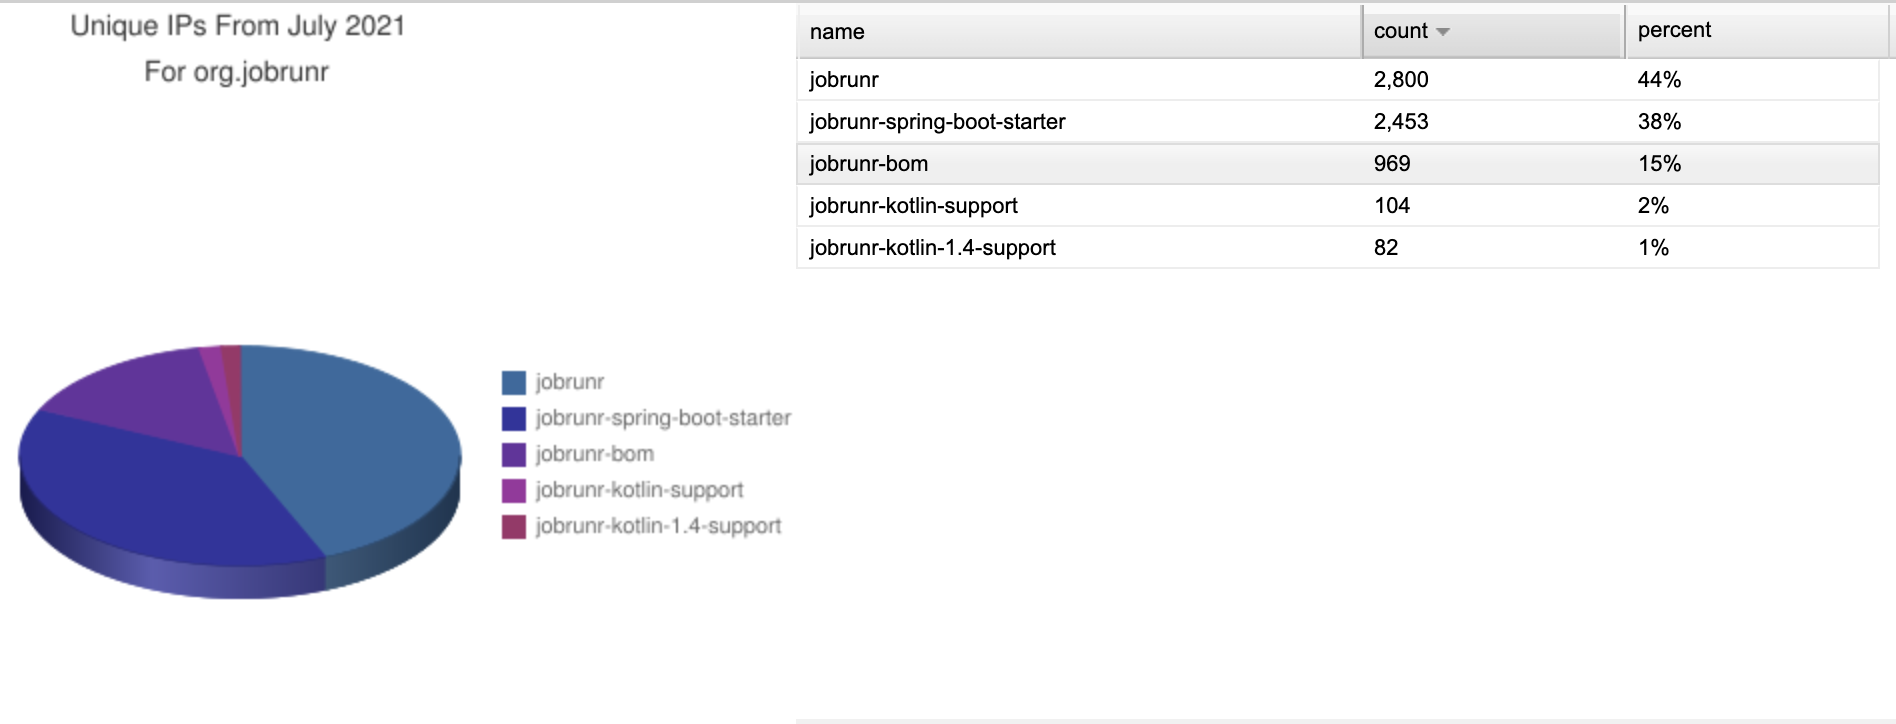 Unique IPs From July 2021
For org.jobrunr
name count percent
jobrunr 2,800 44%
jobrunr-spring-boot-starter 2,453 38%
jobrunr-bom 969 15%
jobrunr-kotlin-support 104 2%
jobrunr-kotlin-1.4-support 82 1%
jobrunr
jobrunr-spring-boot-starter
jobrunr-bom
jobrunr-kotlin-support
jobrunr-kotlin-1.4-support